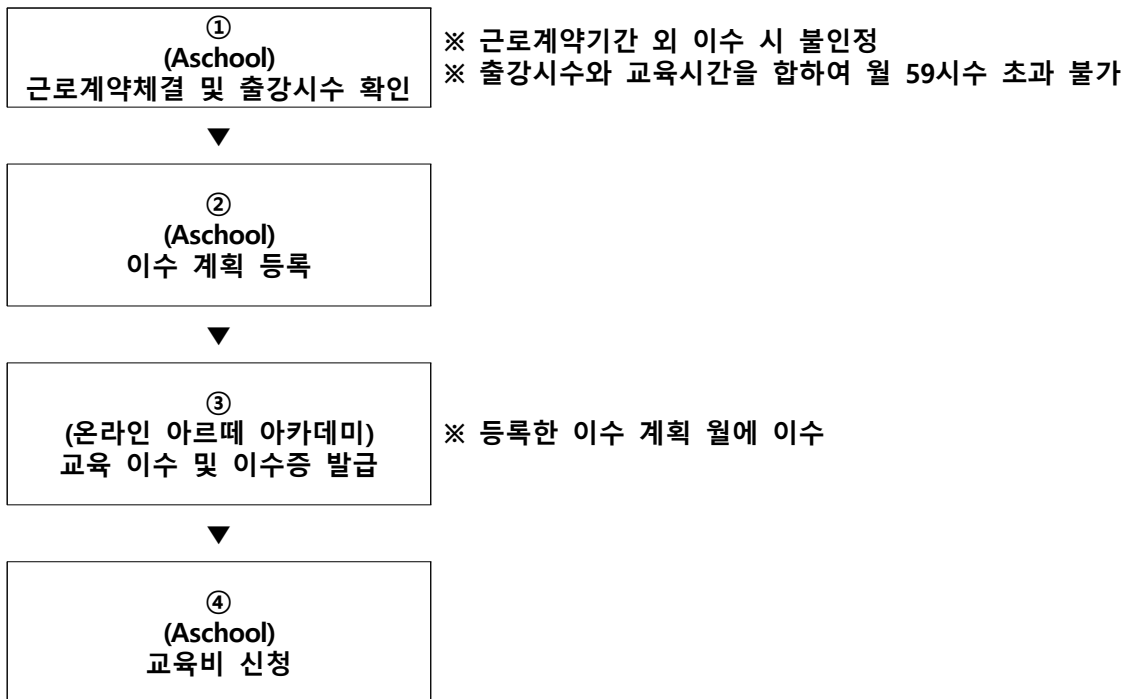 ①
(Aschool)
근로계약체결 및 출강시수 확인
※ 근로계약기간 외 이수 시 불인정
※ 출강시수와 교육시간을 합하여 월 59시수 초과 불가
▼
②
(Aschool)
이수 계획 등록
▼
③
(온라인 아르떼 아카데미)
교육 이수 및 이수증 발급
※ 등록한 이수 계획 월에 이수
▼
④
(Aschool)
교육비 신청